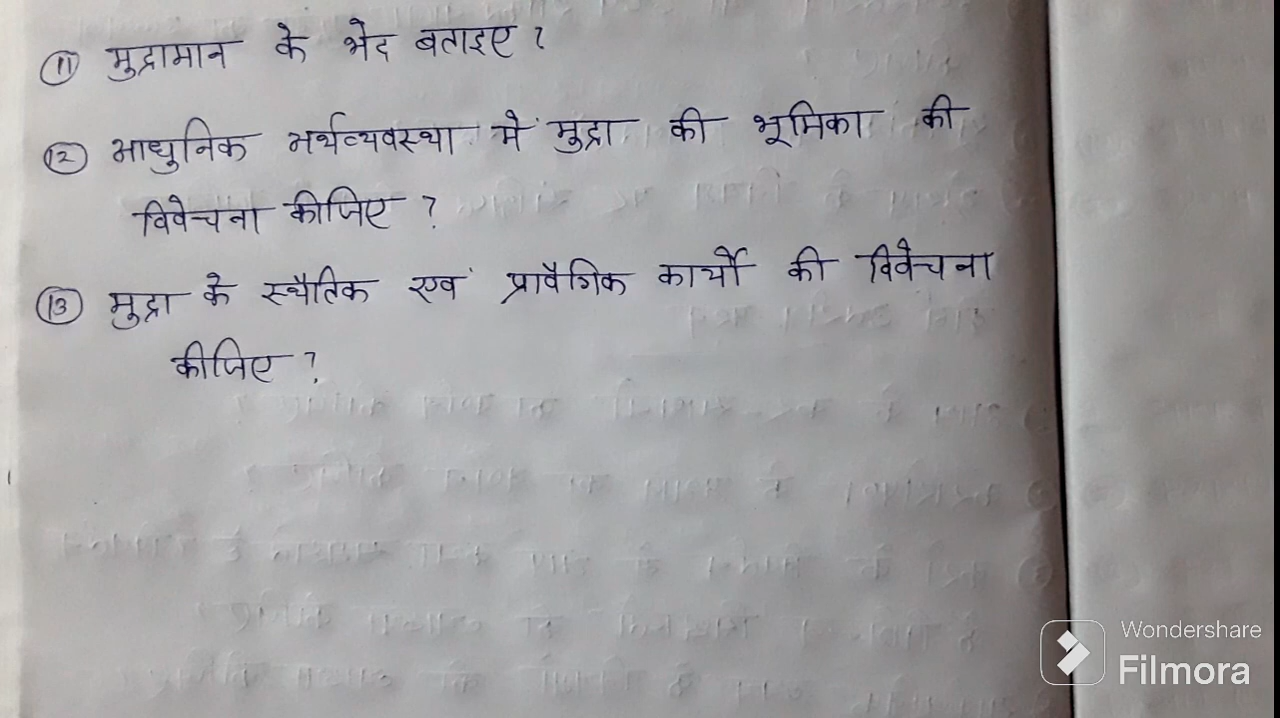 11 मुद्रामान के भेद बताइए ?
12 आधुनिक अर्थव्यवस्था में मुद्रा की भूमिका की
विवेचना कीजिए ?
13 मुद्रा के स्थैतिक एवं प्रावैगिक कार्यो की विवेचना
कीजिए ?
Wondershare
Filmora